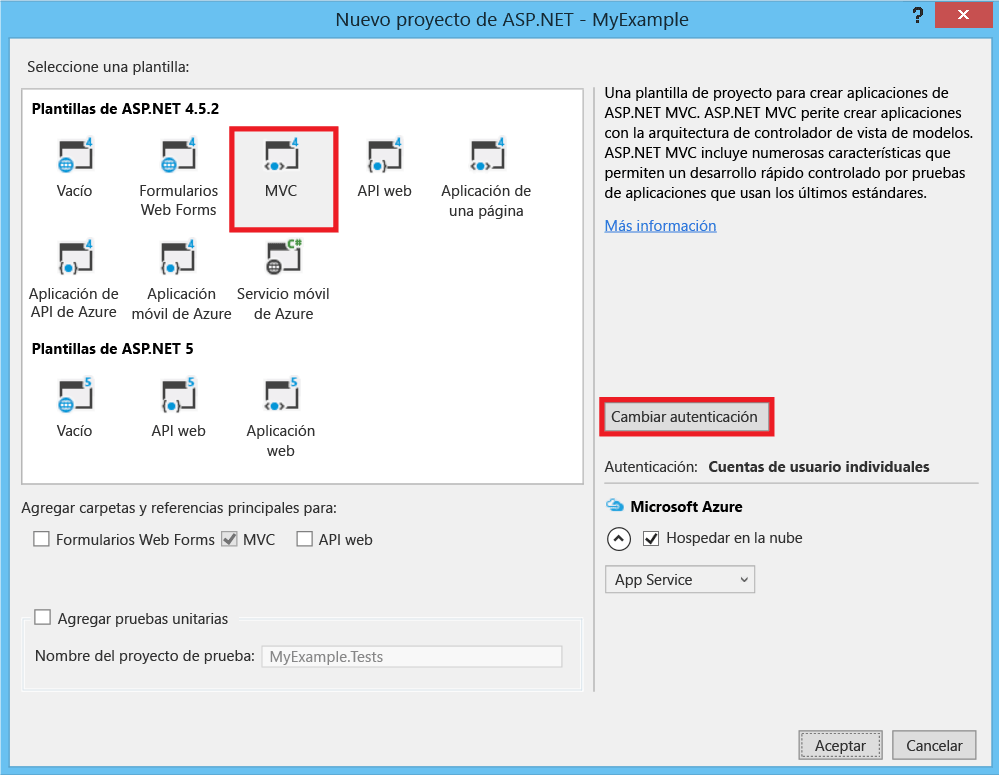 Nuevo proyecto de ASP.NET - MyExample
?
Seleccione una plantilla:
Plantillas de ASP.NET 4.5.2
4
Vacío
4
Formularios
Web Forms
4
MVC
4
API web
4
Aplicación de
una página
4
Aplicación de
API de Azure
4
Aplicación
móvil de Azure
C#
Servicio móvil
de Azure
Plantillas de ASP.NET 5
5
Vacío
5
API web
5
Aplicación
web
Agregar carpetas y referencias principales para:
Formularios Web Forms MVC API web
Agregar pruebas unitarias
Nombre del proyecto de prueba: MyExample.Tests
Una plantilla de proyecto para crear aplicaciones de
ASP.NET MVC. ASP.NET MVC perite crear aplicaciones
con la arquitectura de controlador de vista de modelos.
ASP.NET MVC incluye numerosas características que
permiten un desarrollo rápido controlado por pruebas
de aplicaciones que usan los últimos estándares.
Más información
Cambiar autenticación
Autenticación: Cuentas de usuario individuales
Microsoft Azure
Hospedar en la nube
App Service
Aceptar Cancelar